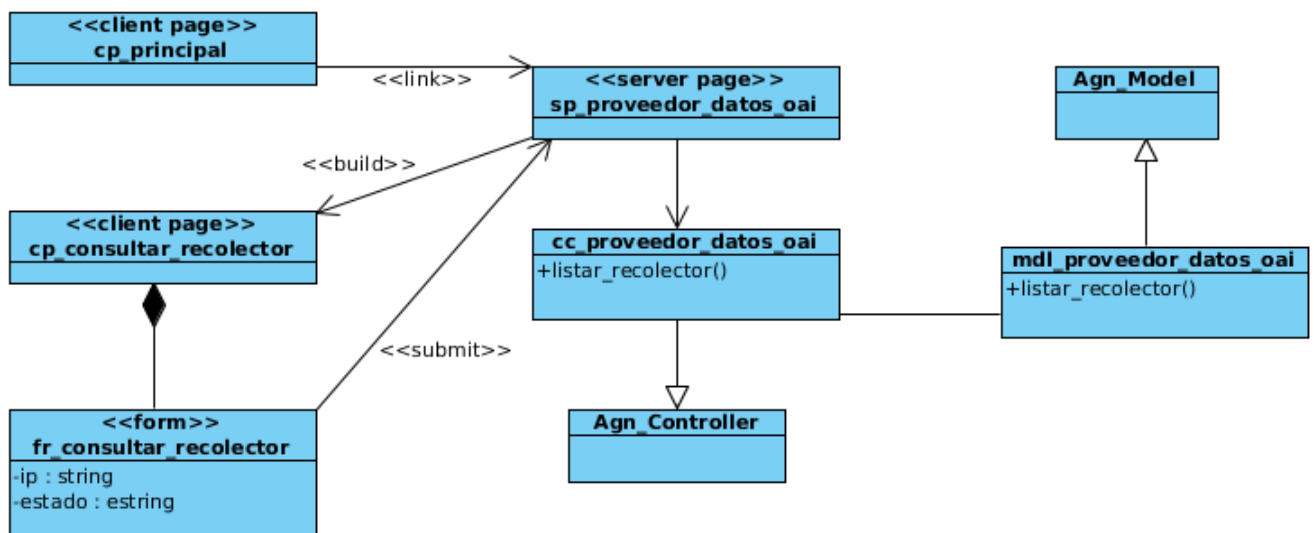 <<client page>>
cp_principal
<<link>>
<<server page>>
sp_proveedor_datos_oai
Agn_Model
<<build>>
<<client page>>
cp_consultar_recolector
cc_proveedor_datos_oai
+listar_recolector()
mdl_proveedor_datos_oai
+listar_recolector()
<<submit>>
<<form>>
fr_consultar_recolector
-ip : string
-estado : estring
Agn_Controller